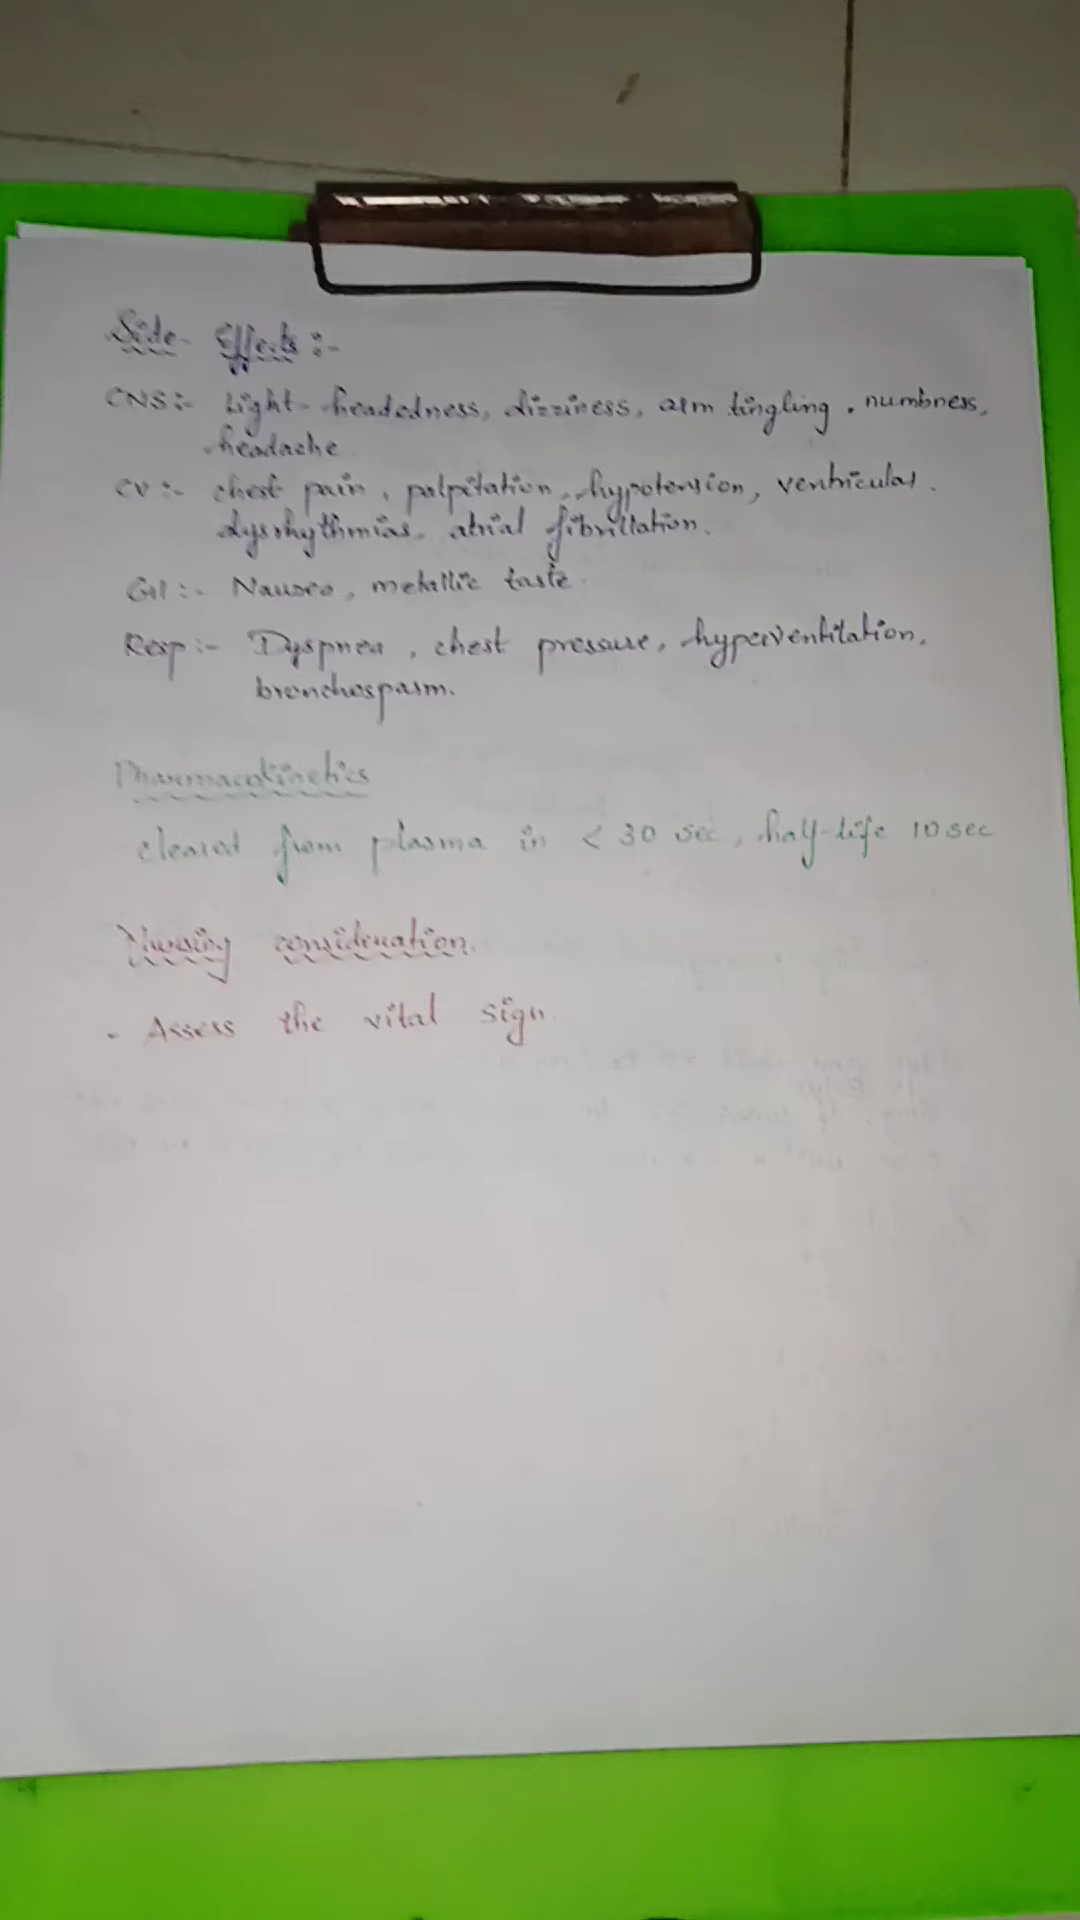 Side Effects :-
CNS :- Light-headedness, dizziness, arm tingling, numbness,
headache
CV :- chest pain, palpitation, hypotension, ventricular
dysrhythmias, atrial fibrillation.
GI :- Nausea, metallic taste
Resp :- Dyspnea, chest pressure, hyperventilation,
bronchospasm.
Pharmacokinetics
cleared from plasma in < 30 sec, half-life 10 sec
Nursing consideration.
- Assess the vital sign.